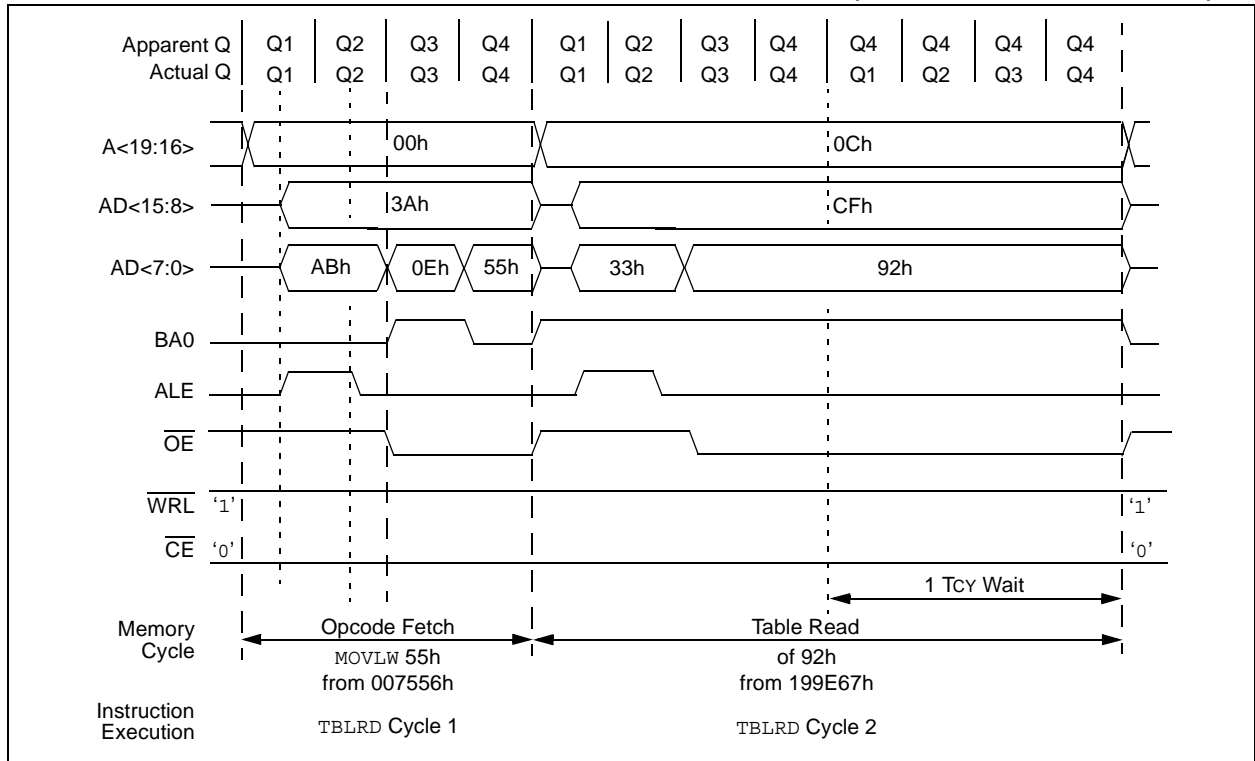 Apparent Q Q1 Q2 Q3 Q4 Q1 Q2 Q3 Q4 Q4 Q4 Q4 Q4
Actual Q Q1 Q2 Q3 Q4 Q1 Q2 Q3 Q4 Q1 Q2 Q3 Q4
A<19:16> 00h 0Ch
AD<15:8> 3Ah CFh
AD<7:0> ABh 0Eh 55h 33h 92h
BA0
ALE
OE
WRL '1' '1'
CE '0' '0'
1 TCY Wait
Memory Cycle Opcode Fetch Table Read
MOVLW 55h of 92h
from 007556h from 199E67h
Instruction
Execution TBLRD Cycle 1 TBLRD Cycle 2